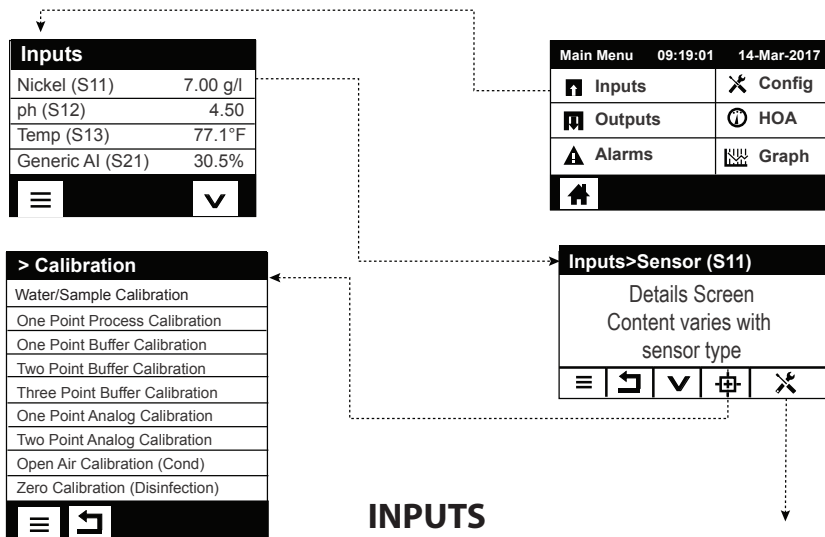 Inputs
Nickel (S11) 7.00 g/l
ph (S12) 4.50
Temp (S13) 77.1°F
Generic AI (S21) 30.5%
Main Menu 09:19:01 14-Mar-2017
Inputs Config
Outputs HOA
Alarms Graph
> Calibration
Water/Sample Calibration
One Point Process Calibration
One Point Buffer Calibration
Two Point Buffer Calibration
Three Point Buffer Calibration
One Point Analog Calibration
Two Point Analog Calibration
Open Air Calibration (Cond)
Zero Calibration (Disinfection)
Inputs>Sensor (S11)
Details Screen
Content varies with
sensor type
INPUTS